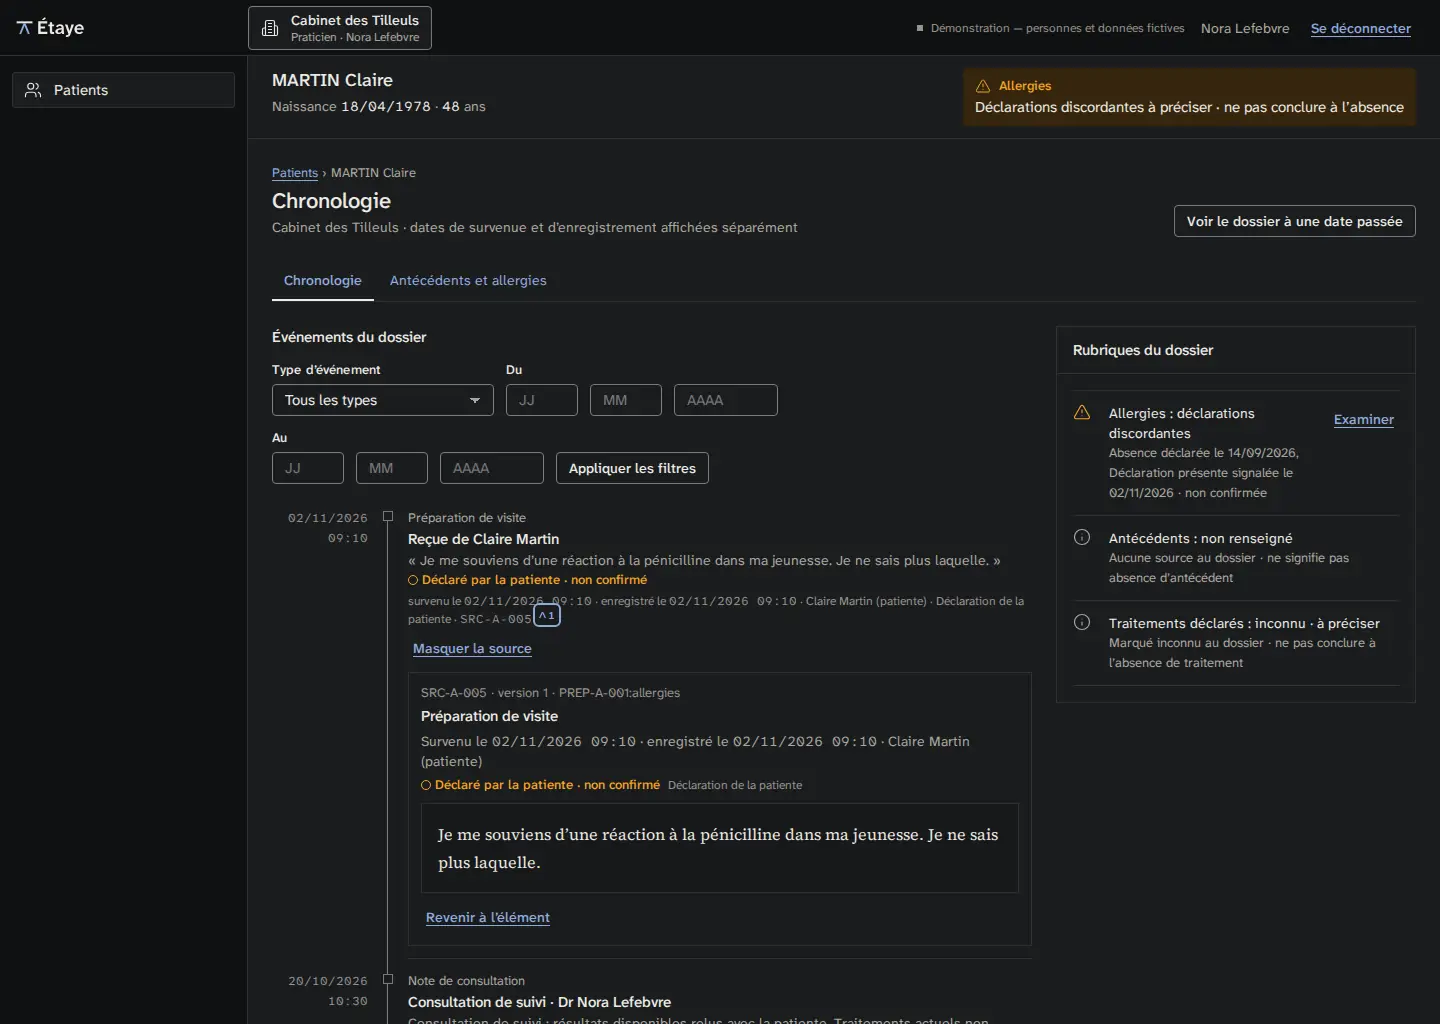 Étaye
Cabinet des Tilleuls
Praticien · Nora Lefebvre
Démonstration — personnes et données fictives
Nora Lefebvre
Se déconnecter
Patients
MARTIN Claire
Naissance 18/04/1978 · 48 ans
Allergies
Déclarations discordantes à préciser · ne pas conclure à l’absence
Patients › MARTIN Claire
Chronologie
Cabinet des Tilleuls · dates de survenue et d’enregistrement affichées séparément
Voir le dossier à une date passée
Chronologie
Antécédents et allergies
Événements du dossier
Type d’événement
Du
Tous les types
JJ
MM
AAAA
Au
JJ
MM
AAAA
Appliquer les filtres
02/11/2026
09:10
Préparation de visite
Reçue de Claire Martin
« Je me souviens d’une réaction à la pénicilline dans ma jeunesse. Je ne sais plus laquelle. »
Déclaré par la patiente · non confirmé
survenu le 02/11/2026 09:10 · enregistré le 02/11/2026 09:10 · Claire Martin (patiente) · Déclaration de la
patiente · SRC-A-005 ^1
Masquer la source
SRC-A-005 · version 1 · PREP-A-001:allergies
Préparation de visite
Survenu le 02/11/2026 09:10 · enregistré le 02/11/2026 09:10 · Claire Martin
(patiente)
Déclaré par la patiente · non confirmé Déclaration de la patiente
Je me souviens d’une réaction à la pénicilline dans ma jeunesse. Je ne sais
plus laquelle.
Revenir à l’élément
20/10/2026
10:30
Note de consultation
Consultation de suivi · Dr Nora Lefebvre
Consultation de suivi : résultats disponibles relus avec la patiente. Traitements actuels non
Rubriques du dossier
Allergies : déclarations
discordantes
Absence déclarée le 14/09/2026,
Déclaration présente signalée le
02/11/2026 · non confirmée
Examiner
Antécédents : non renseigné
Aucune source au dossier · ne signifie pas
absence d’antécédent
Traitements déclarés : inconnu · à préciser
Marqué inconnu au dossier · ne pas conclure à
l’absence de traitement